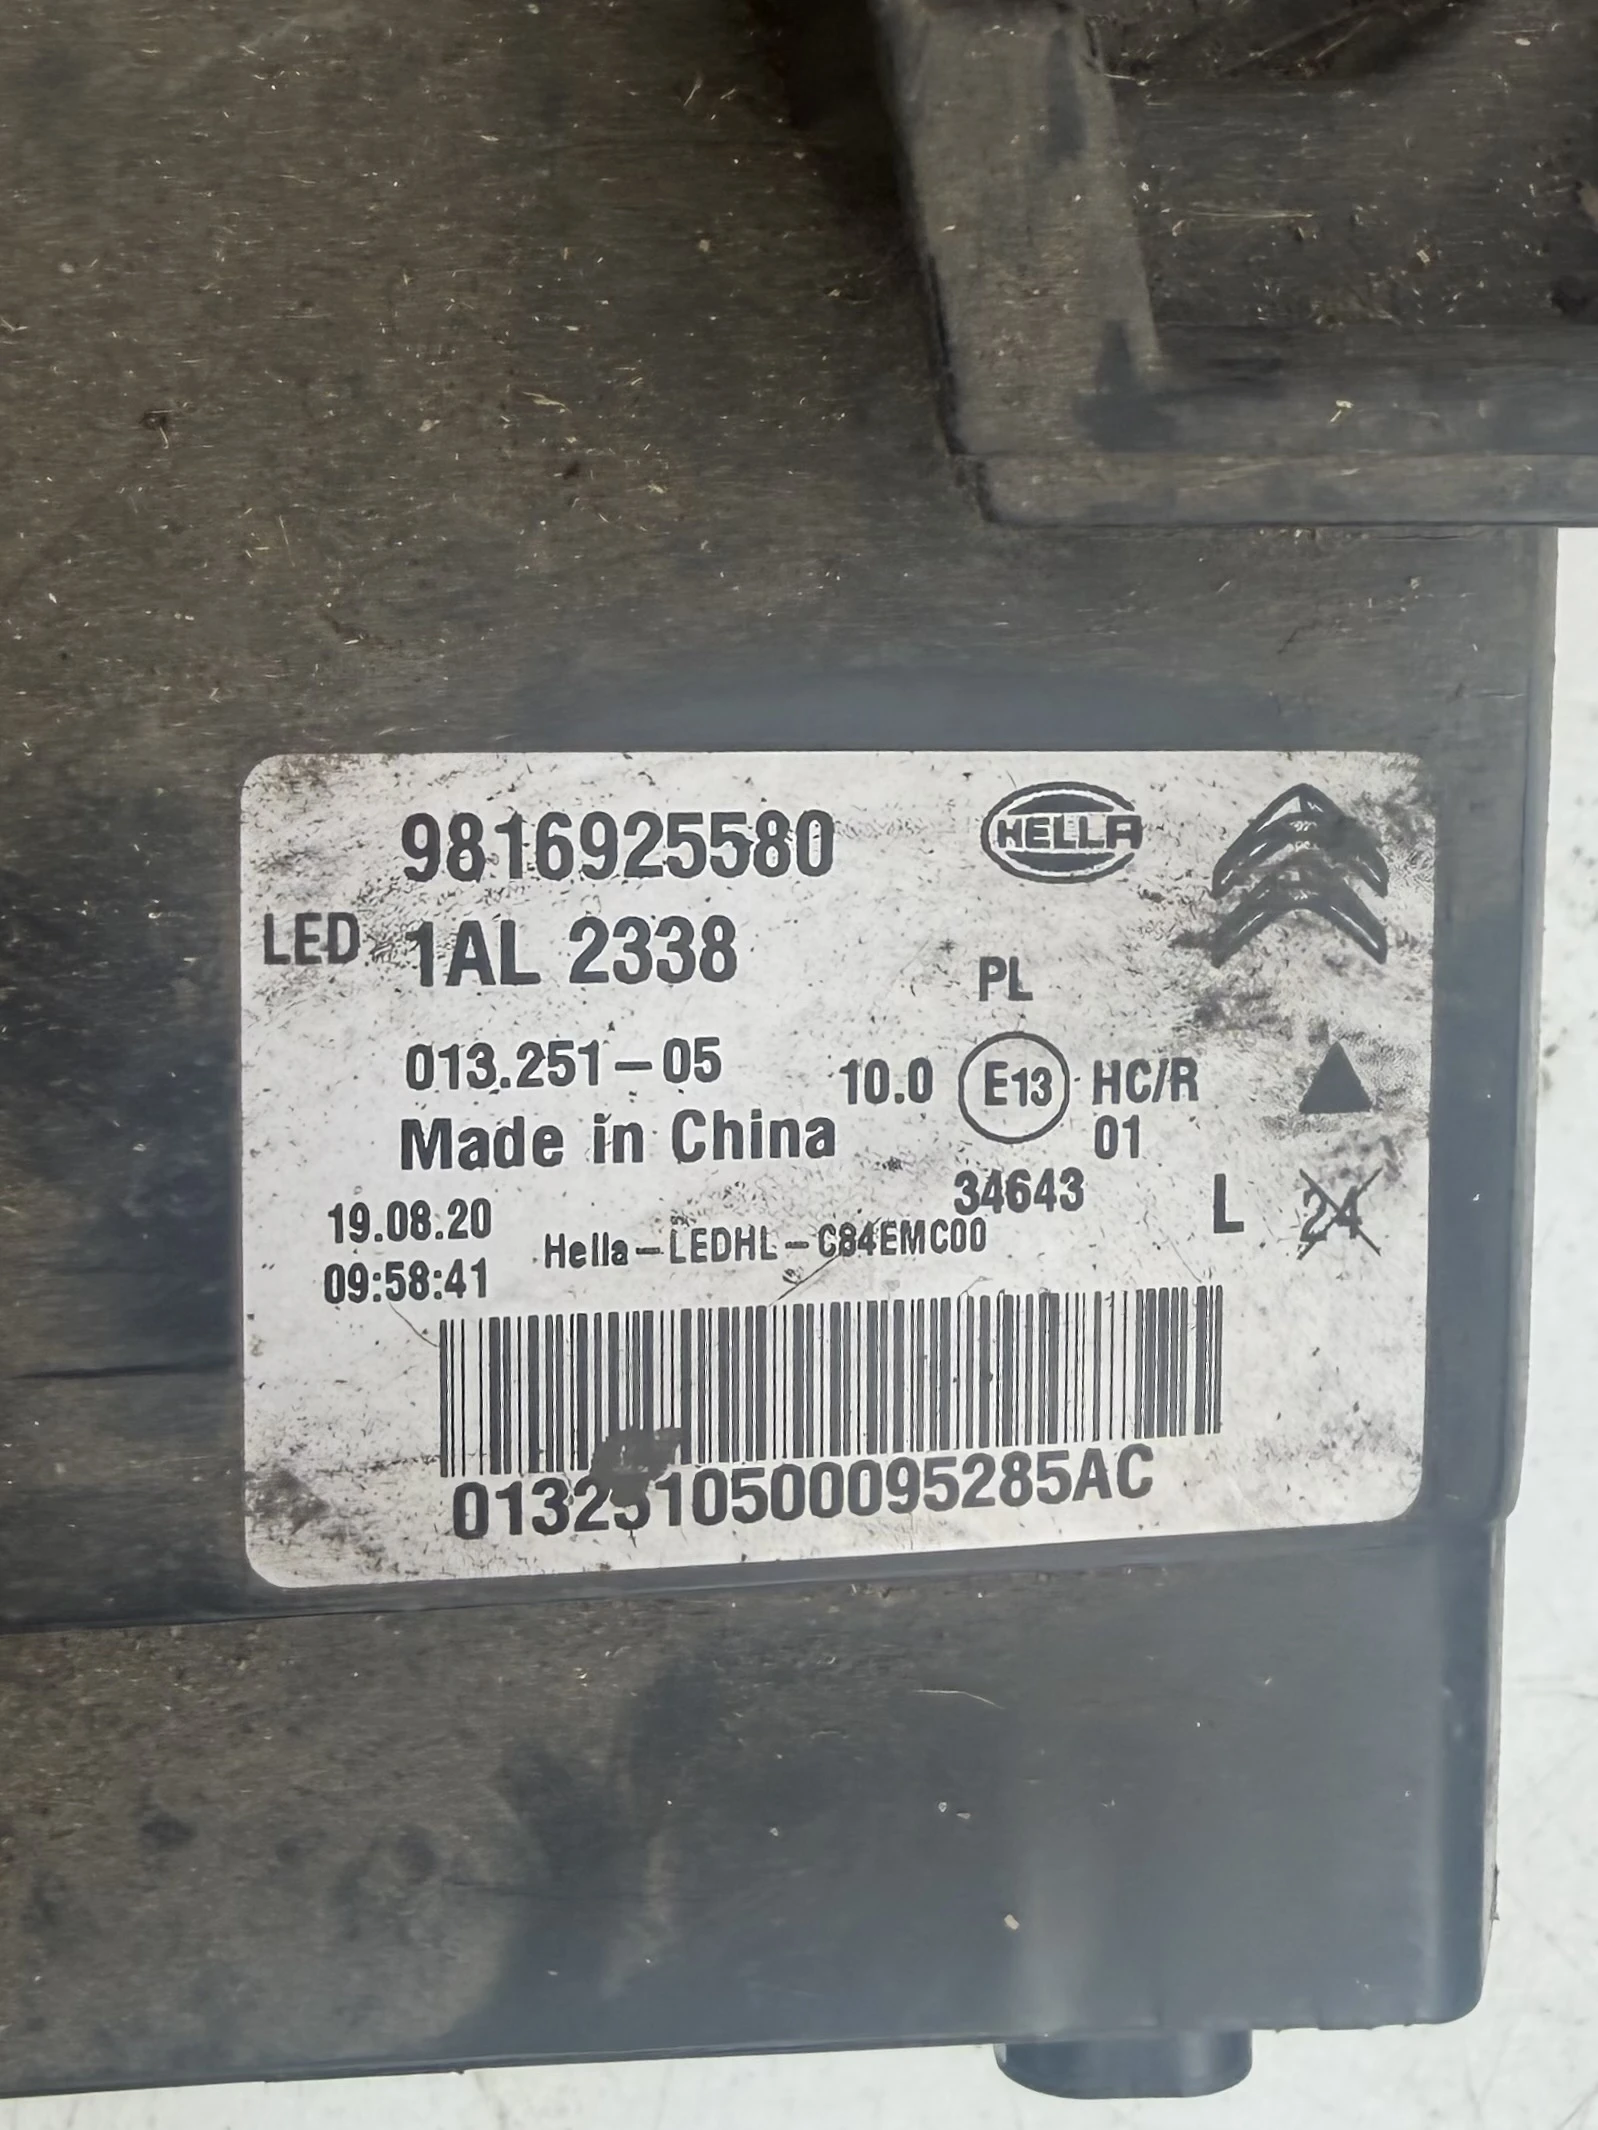 9816925580
HELLA
LED 1AL 2338
PL
013.251-05
10.0 E13 HC/R
01
Made in China
34643
L 24
19.08.20
Hella-LEDHL-C84EMC00
09:58:41
0132510500095285AC